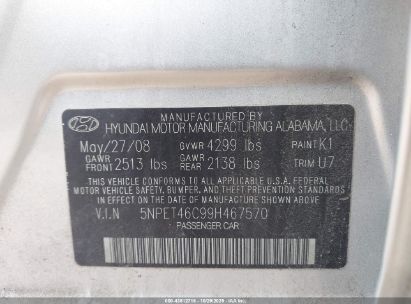 MANUFACTURED BY
HYUNDAI MOTOR MANUFACTURING ALABAMA, LLC
May/27/08 GVWR 4299 lbs PAINT K1
GAWR FRONT 2513 lbs GAWR REAR 2138 lbs TRIM U7
THIS VEHICLE CONFORMS TO ALL APPLICABLE U.S.A FEDERAL
MOTOR VEHICLE SAFETY, BUMPER, AND THEFT PREVENTION STANDARDS
IN EFFECT ON THE DATE OF MANUFACTURE SHOWN ABOVE.
V.I.N 5NPET46C99H467570
PASSENGER CAR